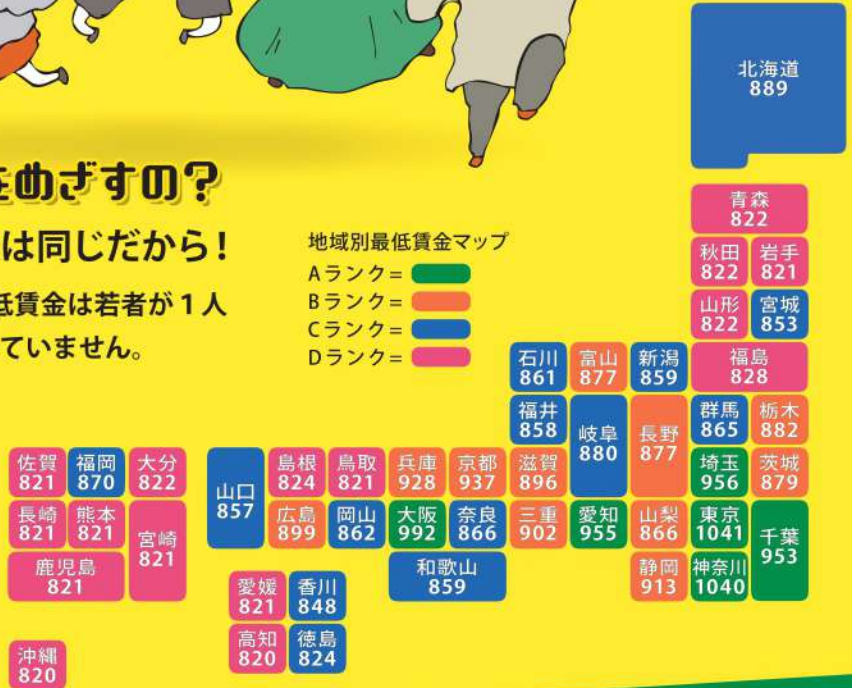 をめざすの?
は同じだから!
低賃金は若者が1人
ていません。
地域別最低賃金マップ
Aランク=
Bランク=
Cランク=
Dランク=
北海道
889
青森
822
秋田
822
岩手
821
山形
822
宮城
853
石川
861
富山
877
新潟
859
福島
828
福井
858
岐阜
880
長野
877
群馬
865
栃木
882
佐賀
821
福岡
870
大分
822
山口
857
島根
824
鳥取
821
兵庫
928
京都
937
滋賀
896
埼玉
956
茨城
879
長崎
821
熊本
821
宮崎
821
広島
899
岡山
862
大阪
992
奈良
866
三重
902
愛知
955
山梨
866
東京
1041
千葉
953
鹿児島
821
和歌山
859
静岡
913
神奈川
1040
愛媛
821
香川
848
高知
820
徳島
824
沖縄
820